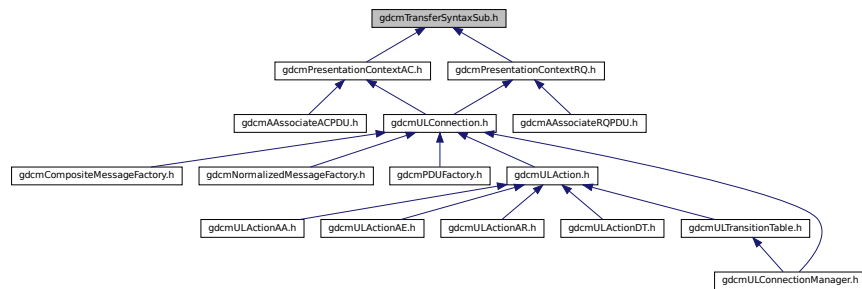 gdcmTransferSyntaxSub.h
gdcmPresentationContextAC.h
gdcmPresentationContextRQ.h
gdcmAAssociateACPDU.h
gdcmULConnection.h
gdcmAAssociateRQPDU.h
gdcmCompositeMessageFactory.h
gdcmNormalizedMessageFactory.h
gdcmPDUFactory.h
gdcmULAction.h
gdcmULActionAA.h
gdcmULActionAE.h
gdcmULActionAR.h
gdcmULActionDT.h
gdcmULTransitionTable.h
gdcmULConnectionManager.h